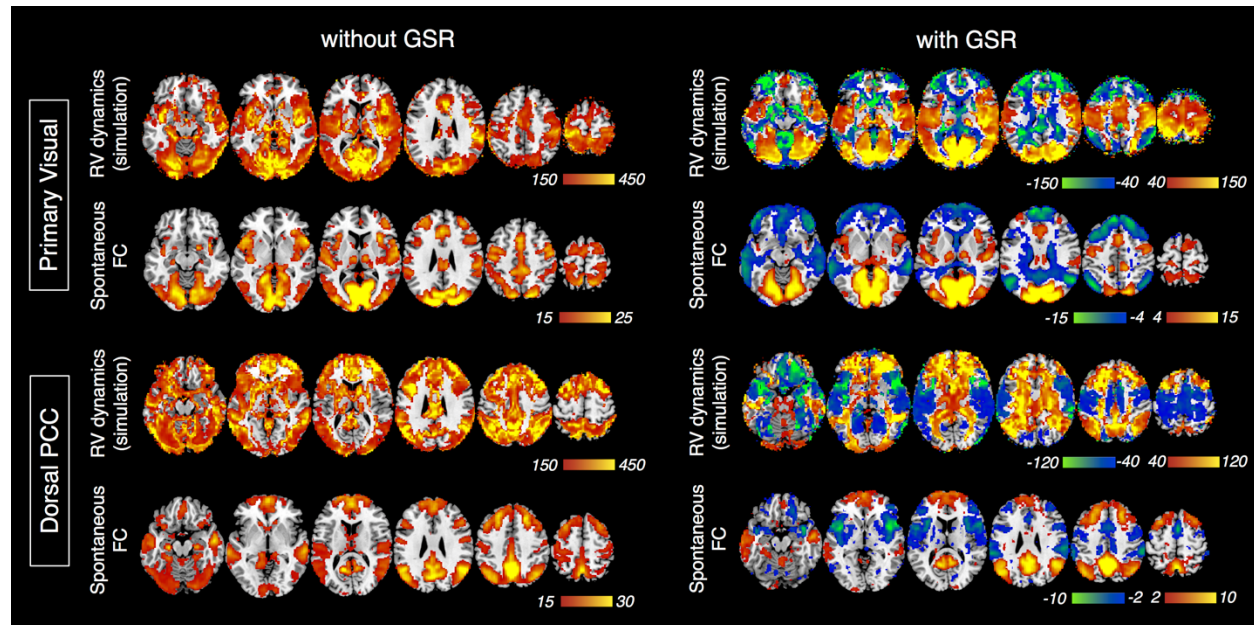 without GSR
with GSR
Primary Visual
RV dynamics
(simulation)
150 450
-150 -40 40 150
Spontaneous
FC
15 25
-15 -4 4 15
Dorsal PCC
RV dynamics
(simulation)
150 450
-120 -40 40 120
Spontaneous
FC
15 30
-10 -2 2 10